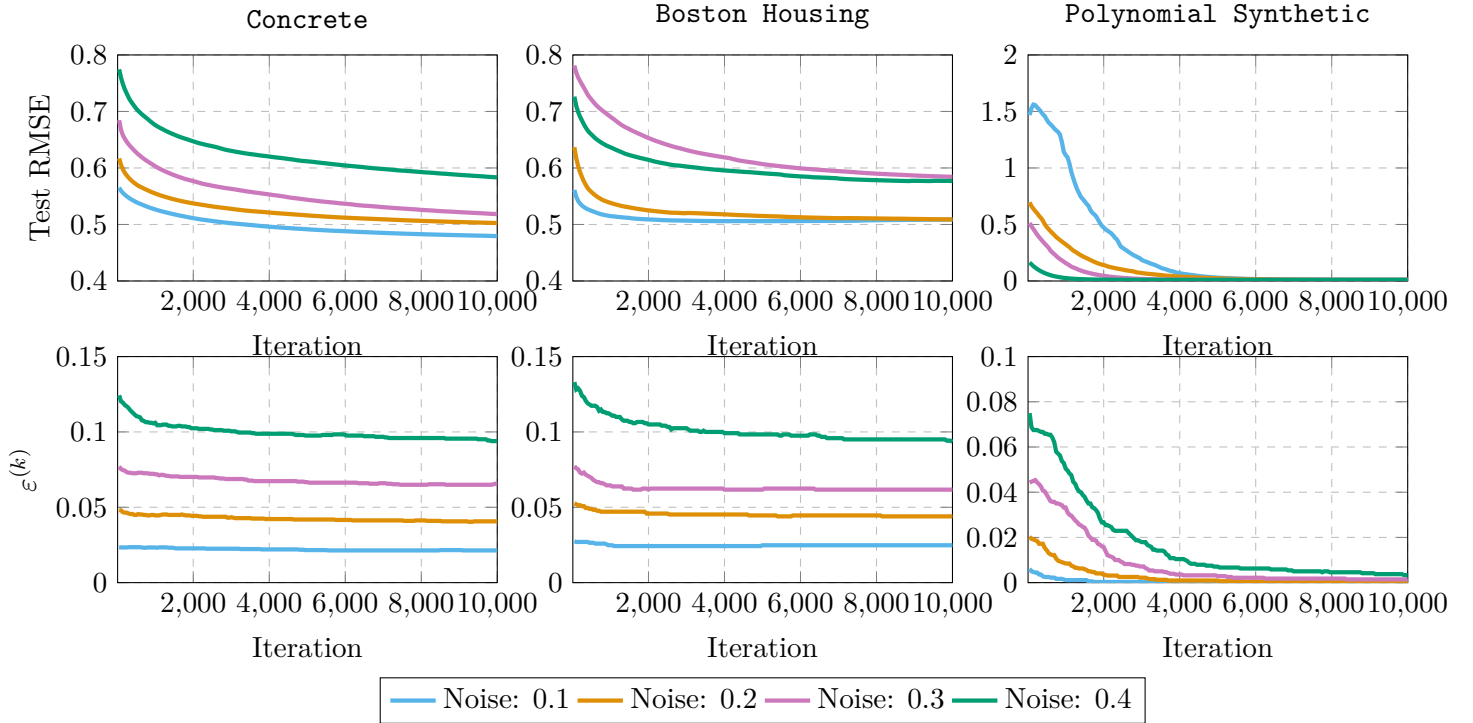 Concrete
Boston Housing
Polynomial Synthetic
Test RMSE
0.8
0.7
0.6
0.5
0.4
2,000 4,000 6,000 8,000 10,000
Iteration
0.8
0.7
0.6
0.5
0.4
2,000 4,000 6,000 8,000 10,000
Iteration
2
1.5
1
0.5
0
2,000 4,000 6,000 8,000 10,000
Iteration
ε^(k)
0.15
0.1
0.05
0
2,000 4,000 6,000 8,000 10,000
Iteration
0.15
0.1
0.05
0
2,000 4,000 6,000 8,000 10,000
Iteration
0.1
0.08
0.06
0.04
0.02
0
2,000 4,000 6,000 8,000 10,000
Iteration
Noise: 0.1 Noise: 0.2 Noise: 0.3 Noise: 0.4